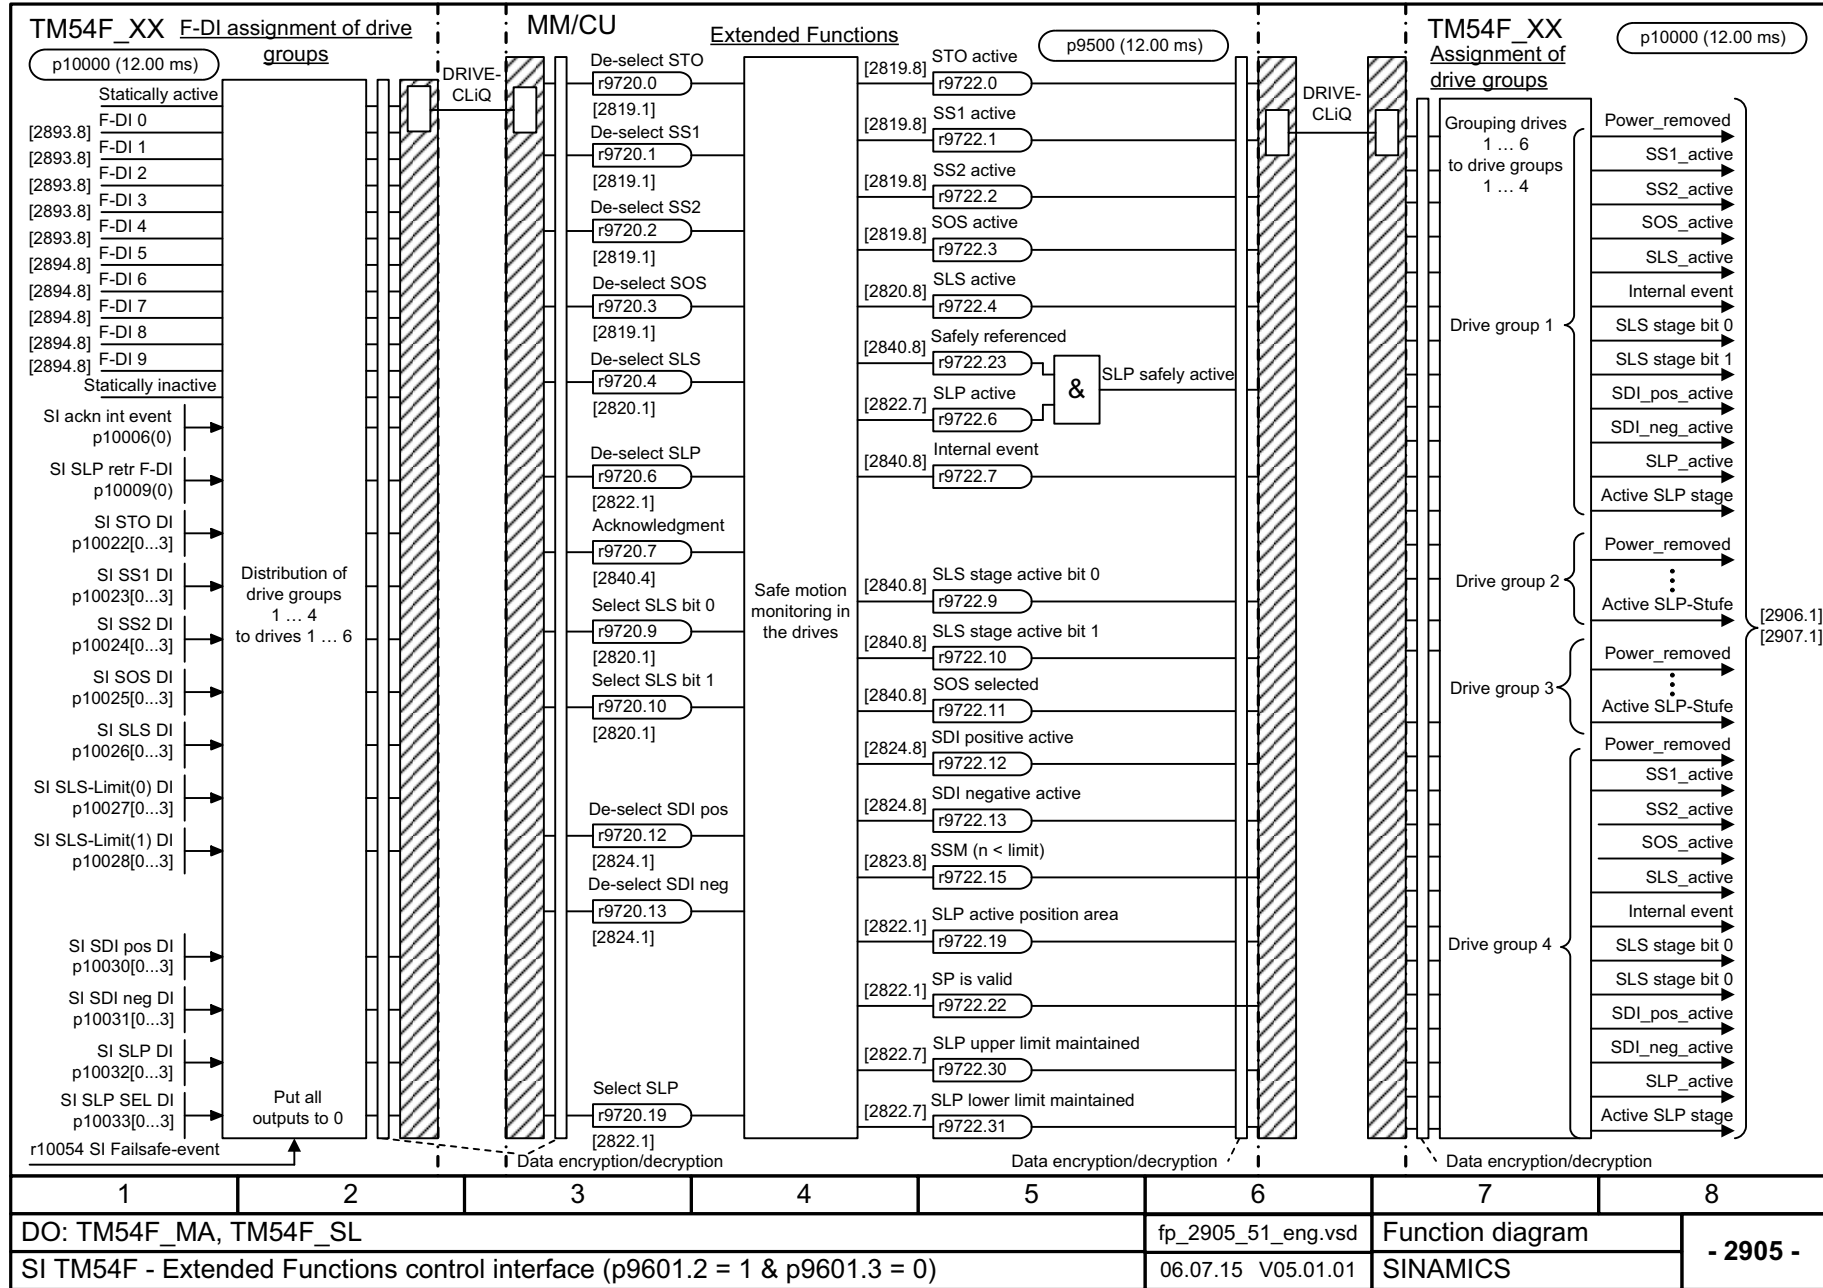 TM54F_XX
F-DI assignment of drive
groups
p10000 (12.00 ms)
Statically active
F-DI 0
[2893.8]
F-DI 1
[2893.8]
F-DI 2
[2893.8]
F-DI 3
[2893.8]
F-DI 4
[2893.8]
F-DI 5
[2894.8]
F-DI 6
[2894.8]
F-DI 7
[2894.8]
F-DI 8
[2894.8]
F-DI 9
[2894.8]
Statically inactive
SI ackn int event
p10006(0)
SI SLP retr F-DI
p10009(0)
SI STO DI
p10022[0...3]
SI SS1 DI
p10023[0...3]
SI SS2 DI
p10024[0...3]
SI SOS DI
p10025[0...3]
SI SLS DI
p10026[0...3]
SI SLS-Limit(0) DI
p10027[0...3]
SI SLS-Limit(1) DI
p10028[0...3]
SI SDI pos DI
p10030[0...3]
SI SDI neg DI
p10031[0...3]
SI SLP DI
p10032[0...3]
SI SLP SEL DI
p10033[0...3]
r10054 SI Failsafe-event
Distribution of
drive groups
1 … 4
to drives 1 … 6
Put all
outputs to 0
DRIVE-
CLiQ
MM/CU
De-select STO
r9720.0
[2819.1]
De-select SS1
r9720.1
[2819.1]
De-select SS2
r9720.2
[2819.1]
De-select SOS
r9720.3
[2819.1]
De-select SLS
r9720.4
[2820.1]
De-select SLP
r9720.6
[2822.1]
Acknowledgment
r9720.7
[2840.4]
Select SLS bit 0
r9720.9
[2820.1]
Select SLS bit 1
r9720.10
[2820.1]
De-select SDI pos
r9720.12
[2824.1]
De-select SDI neg
r9720.13
[2824.1]
Select SLP
r9720.19
[2822.1]
Data encryption/decryption
Extended Functions
Safe motion
monitoring in
the drives
p9500 (12.00 ms)
STO active
[2819.8]
r9722.0
SS1 active
[2819.8]
r9722.1
SS2 active
[2819.8]
r9722.2
SOS active
[2819.8]
r9722.3
SLS active
[2820.8]
r9722.4
Safely referenced
[2840.8]
r9722.23
SLP active
[2822.7]
r9722.6
&
SLP safely active
Internal event
[2840.8]
r9722.7
SLS stage active bit 0
[2840.8]
r9722.9
SLS stage active bit 1
[2840.8]
r9722.10
SOS selected
[2840.8]
r9722.11
SDI positive active
[2824.8]
r9722.12
SDI negative active
[2824.8]
r9722.13
SSM (n < limit)
[2823.8]
r9722.15
SLP active position area
[2822.1]
r9722.19
SP is valid
[2822.1]
r9722.22
SLP upper limit maintained
[2822.7]
r9722.30
SLP lower limit maintained
[2822.7]
r9722.31
Data encryption/decryption
DRIVE-
CLiQ
TM54F_XX
Assignment of
drive groups
p10000 (12.00 ms)
Grouping drives
1 … 6
to drive groups
1 … 4
Drive group 1
Power_removed
SS1_active
SS2_active
SOS_active
SLS_active
Internal event
SLS stage bit 0
SLS stage bit 1
SDI_pos_active
SDI_neg_active
SLP_active
Active SLP stage
Drive group 2
Power_removed
Active SLP-Stufe
Drive group 3
Power_removed
Active SLP-Stufe
Drive group 4
Power_removed
SS1_active
SS2_active
SOS_active
SLS_active
Internal event
SLS stage bit 0
SLS stage bit 0
SDI_pos_active
SDI_neg_active
SLP_active
Active SLP stage
[2906.1]
[2907.1]
Data encryption/decryption
1 2 3 4 5 6 7 8
DO: TM54F_MA, TM54F_SL
fp_2905_51_eng.vsd
Function diagram
- 2905 -
SI TM54F - Extended Functions control interface (p9601.2 = 1 & p9601.3 = 0)
06.07.15 V05.01.01
SINAMICS